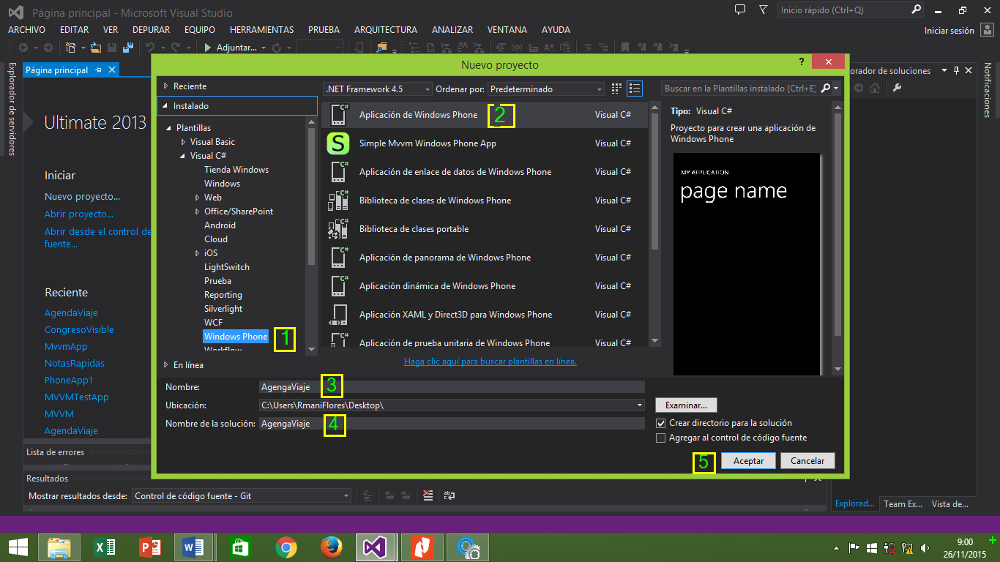 Página principal - Microsoft Visual Studio
Inicio rápido (Ctrl+Q)
ARCHIVO EDITAR VER DEPURAR EQUIPO HERRAMIENTAS PRUEBA ARQUITECTURA ANALIZAR VENTANA AYUDA
Iniciar sesión
Adjuntar...
Explorador de servidores
Página principal
Ultimate 2013
Iniciar
Nuevo proyecto...
Abrir proyecto...
Abrir desde el control de
fuente...
Reciente
AgendaViaje
CongresoVisible
MvvmApp
NotasRapidas
PhoneApp1
MVVMTestApp
MVVM
AgendaViaje
Nuevo proyecto
?
Reciente
Instalado
Plantillas
Visual Basic
Visual C#
Tienda Windows
Windows
Web
Office/SharePoint
Android
Cloud
iOS
LightSwitch
Prueba
Reporting
Silverlight
WCF
Windows Phone 1
Workflow
En línea
.NET Framework 4.5 Ordenar por: Predeterminado
Aplicación de Windows Phone 2 Visual C#
Simple Mvvm Windows Phone App Visual C#
Aplicación de enlace de datos de Windows Phone Visual C#
Biblioteca de clases de Windows Phone Visual C#
Biblioteca de clases portable Visual C#
Aplicación de panorama de Windows Phone Visual C#
Aplicación dinámica de Windows Phone Visual C#
Aplicación XAML y Direct3D para Windows Phone Visual C#
Aplicación de prueba unitaria de Windows Phone Visual C#
Haga clic aquí para buscar plantillas en línea.
Buscar en la Plantillas instalado (Ctrl+E)
Tipo: Visual C#
Proyecto para crear una aplicación de
Windows Phone
MY APPLICATION
page name
Nombre: AgengaViaje 3
Ubicación: C:\Users\RmaniFlores\Desktop\
Nombre de la solución: AgengaViaje 4
Examinar...
Crear directorio para la solución
Agregar al control de código fuente
5 Aceptar Cancelar
orador de soluciones
Notificaciones
Lista de errores
Resultados
Mostrar resultados desde: Control de código fuente - Git
Explorad... Team Ex... Vista de...
9:00
26/11/2015